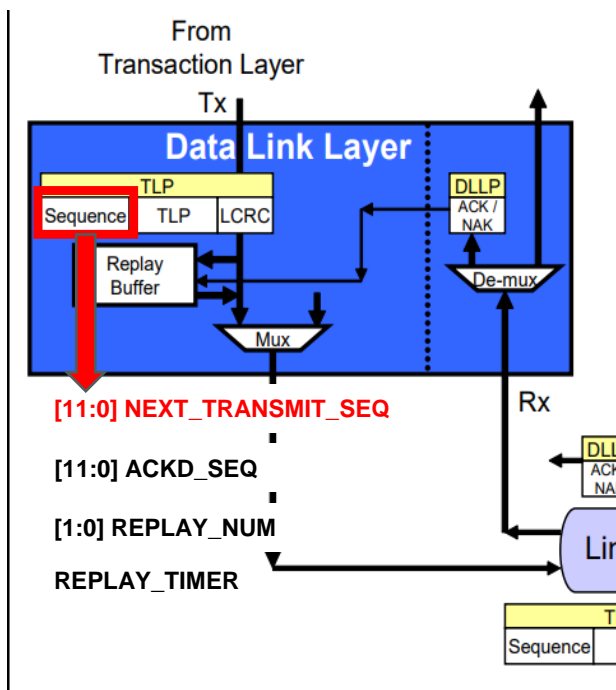 From
Transaction Layer
Tx
Data Link Layer
TLP
Sequence TLP LCRC
DLLP
ACK /
NAK
Replay
Buffer
De-mux
Mux
[11:0] NEXT_TRANSMIT_SEQ
Rx
[11:0] ACKD_SEQ
[1:0] REPLAY_NUM
REPLAY_TIMER
Sequence